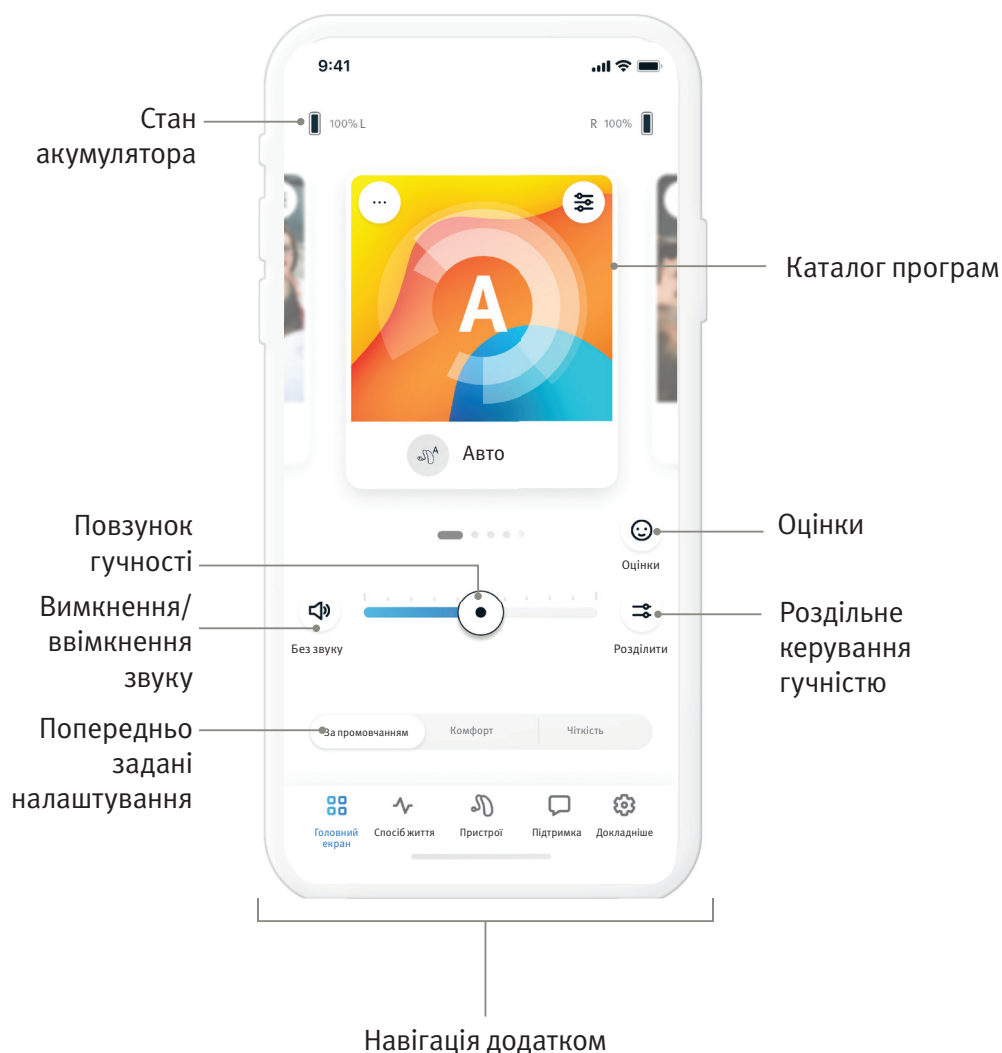 9:41
Стан
акумулятора
100% L
R 100%
...
A
Каталог програм
A
Авто
Повзунок
гучності
Оцінки
Оцінки
Вимкнення/
ввімкнення
звуку
Без звуку
Розділити
Роздільне
керування
гучністю
Попередньо
задані
налаштування
За промовчанням
Комфорт
Чіткість
Головний
екран
Спосіб життя
Пристрої
Підтримка
Докладніше
Навігація додатком